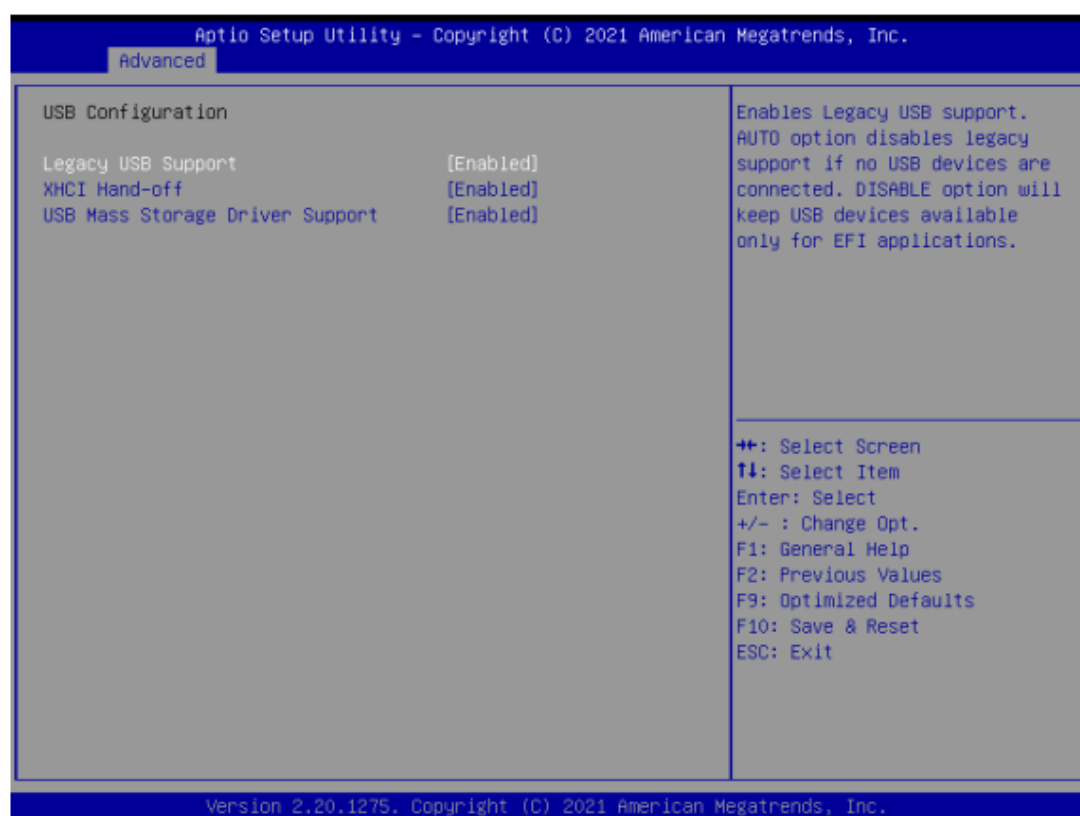 Aptio Setup Utility – Copyright (C) 2021 American Megatrends, Inc.
Advanced
USB Configuration
Legacy USB Support [Enabled]
XHCI Hand-off [Enabled]
USB Mass Storage Driver Support [Enabled]
Enables Legacy USB support.
AUTO option disables legacy
support if no USB devices are
connected. DISABLE option will
keep USB devices available
only for EFI applications.
→←: Select Screen
↑↓: Select Item
Enter: Select
+/- : Change Opt.
F1: General Help
F2: Previous Values
F9: Optimized Defaults
F10: Save & Reset
ESC: Exit
Version 2.20.1275. Copyright (C) 2021 American Megatrends, Inc.